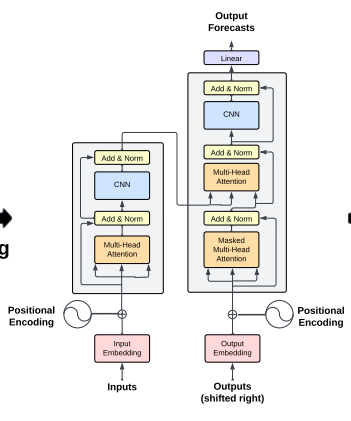 Output
Forecasts
Linear
Add & Norm
CNN
Add & Norm
Multi-Head
Attention
Add & Norm
Masked
Multi-Head
Attention
Add & Norm
CNN
Add & Norm
Multi-Head
Attention
g
Positional
Encoding
Positional
Encoding
Input
Embedding
Output
Embedding
Inputs
Outputs
(shifted right)